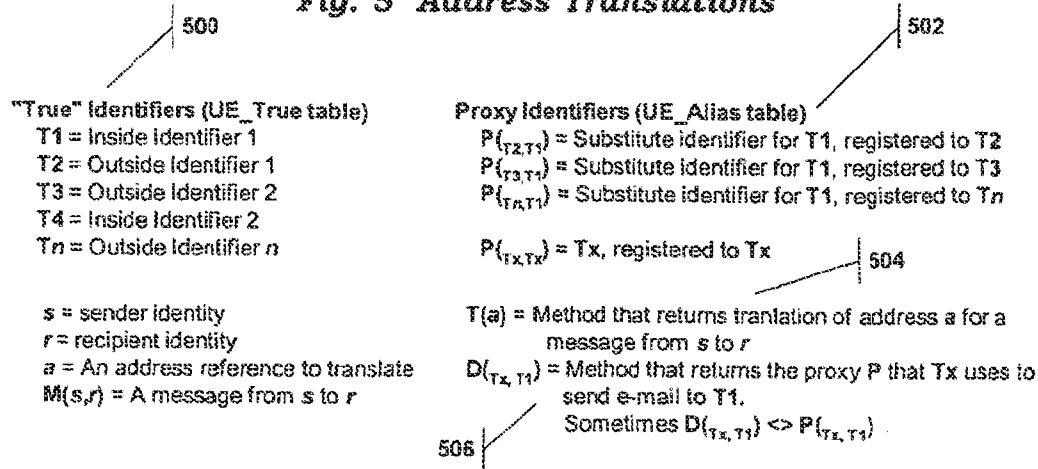 Fig. 5 Address Translations
500
502
"True" Identifiers (UE_True table)
T1 = Inside Identifier 1
T2 = Outside Identifier 1
T3 = Outside Identifier 2
T4 = Inside Identifier 2
Tn = Outside Identifier n
Proxy Identifiers (UE_Alias table)
P(T2,T1) = Substitute identifier for T1, registered to T2
P(T3,T1) = Substitute identifier for T1, registered to T3
P(Tn,T1) = Substitute identifier for T1, registered to Tn
P(Tx,Tx) = Tx, registered to Tx
504
s = sender identity
r = recipient identity
a = An address reference to translate
M(s,r) = A message from s to r
T(a) = Method that returns tranlation of address a for a
message from s to r
D(Tx, T1) = Method that returns the proxy P that Tx uses to
send e-mail to T1.
Sometimes D(Tx, T1) <> P(Tx, T1)
506